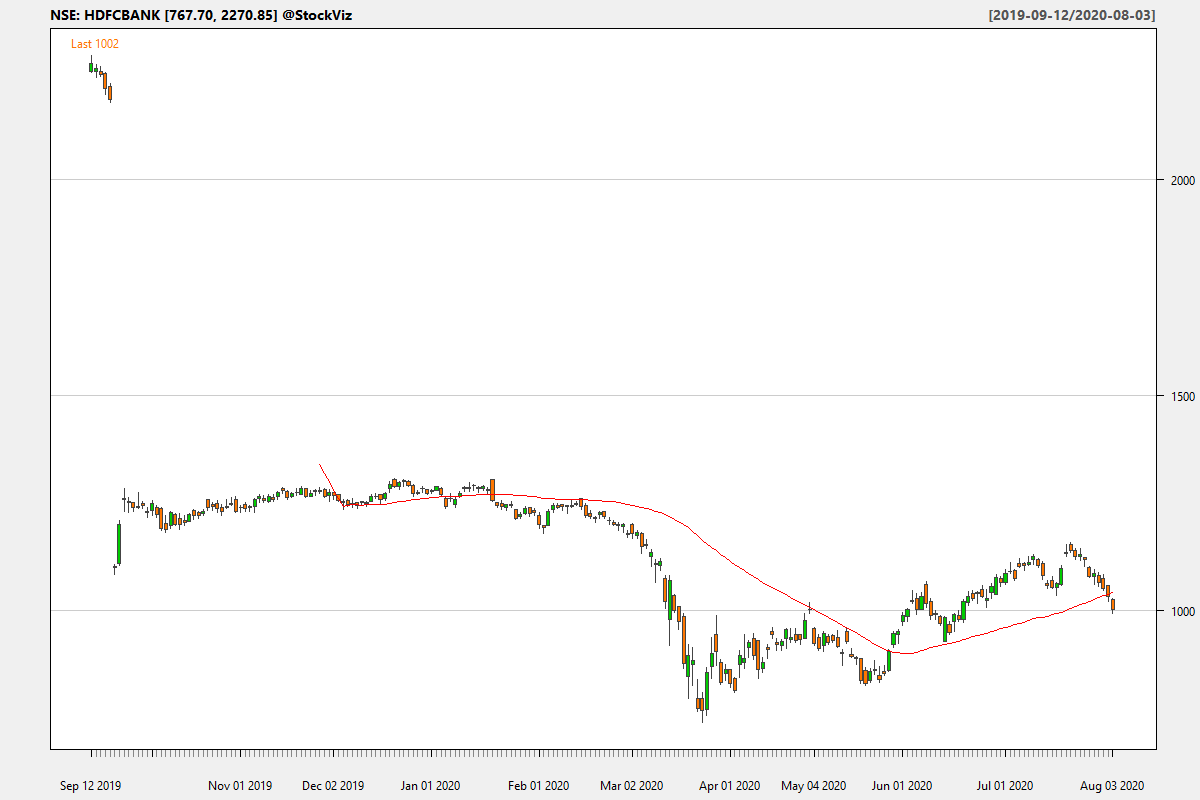 NSE: HDFCBANK [767.70, 2270.85] @StockViz [2019-09-12/2020-08-03]
Last 1002
2000
1500
1000
Sep 12 2019 Nov 01 2019 Dec 02 2019 Jan 01 2020 Feb 01 2020 Mar 02 2020 Apr 01 2020 May 04 2020 Jun 01 2020 Jul 01 2020 Aug 03 2020